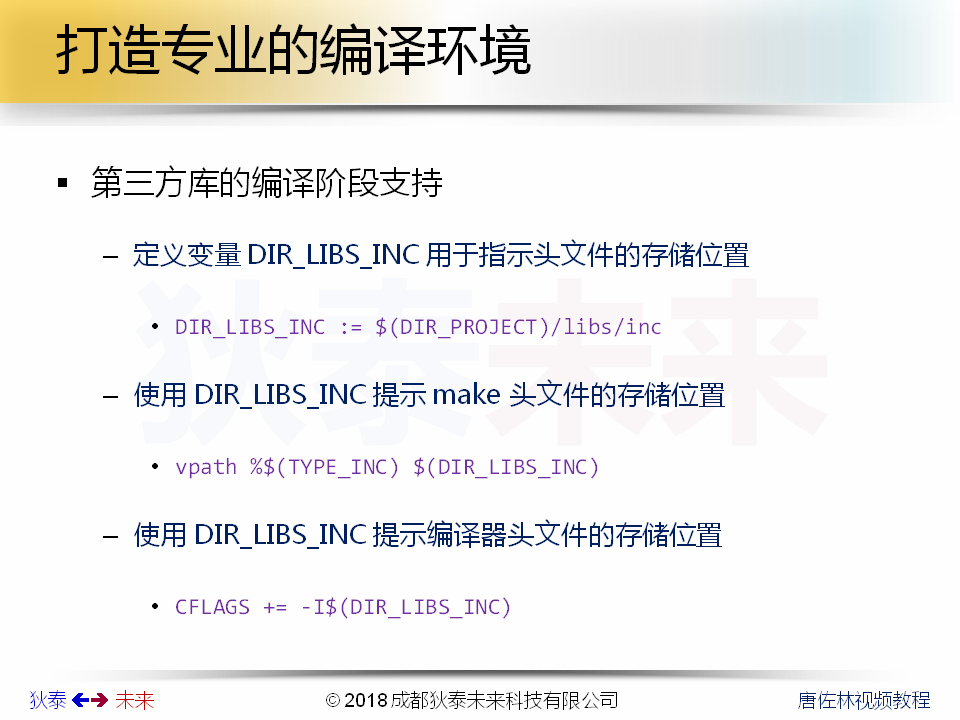 打造专业的编译环境
第三方库的编译阶段支持
– 定义变量 DIR_LIBS_INC 用于指示头文件的存储位置
• DIR_LIBS_INC := $(DIR_PROJECT)/libs/inc
– 使用 DIR_LIBS_INC 提示 make 头文件的存储位置
• vpath %$(TYPE_INC) $(DIR_LIBS_INC)
– 使用 DIR_LIBS_INC 提示编译器头文件的存储位置
• CFLAGS += -I$(DIR_LIBS_INC)
狄泰未来
狄泰 未来
© 2018 成都狄泰未来科技有限公司
唐佐林视频教程